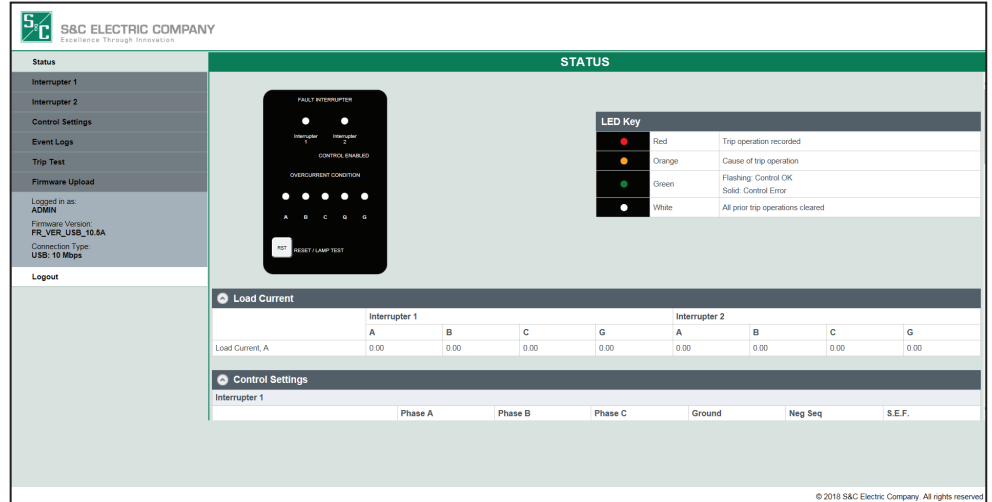 S&C
S&C ELECTRIC COMPANY
Excellence Through Innovation
Status
STATUS
Interrupter 1
Interrupter 2
Control Settings
Event Logs
Trip Test
Firmware Upload
Logged in as:
ADMIN
Firmware Version:
FR_VER_USB_10.5A
Connection Type:
USB: 10 Mbps
Logout
FAULT INTERRUPTER
Interrupter 1
Interrupter 2
CONTROL ENABLED
OVERCURRENT CONDITION
A B C Q G
RST RESET / LAMP TEST
LED Key
Red Trip operation recorded
Orange Cause of trip operation
Green Flashing: Control OK
Solid: Control Error
White All prior trip operations cleared
Load Current
Interrupter 1 Interrupter 2
A B C G A B C G
Load Current, A 0.00 0.00 0.00 0.00 0.00 0.00 0.00 0.00
Control Settings
Interrupter 1
Phase A Phase B Phase C Ground Neg Seq S.E.F.
© 2018 S&C Electric Company. All rights reserved